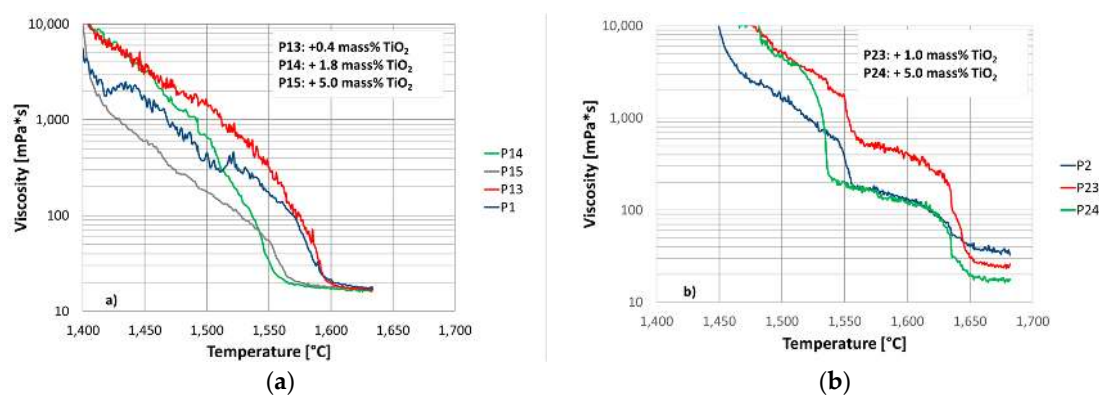 10,000
1,000
100
10
Viscosity [mPa*s]
P13: +0.4 mass% TiO2
P14: + 1.8 mass% TiO2
P15: + 5.0 mass% TiO2
P14
P15
P13
P1
a)
1,400 1,450 1,500 1,550 1,600 1,650 1,700
Temperature [°C]
(a)
b)
10,000
1,000
100
10
Viscosity [mPa*s]
P23: + 1.0 mass% TiO2
P24: + 5.0 mass% TiO2
P2
P23
P24
b)
1,400 1,450 1,500 1,550 1,600 1,650 1,700
Temperature [°C]
(b)